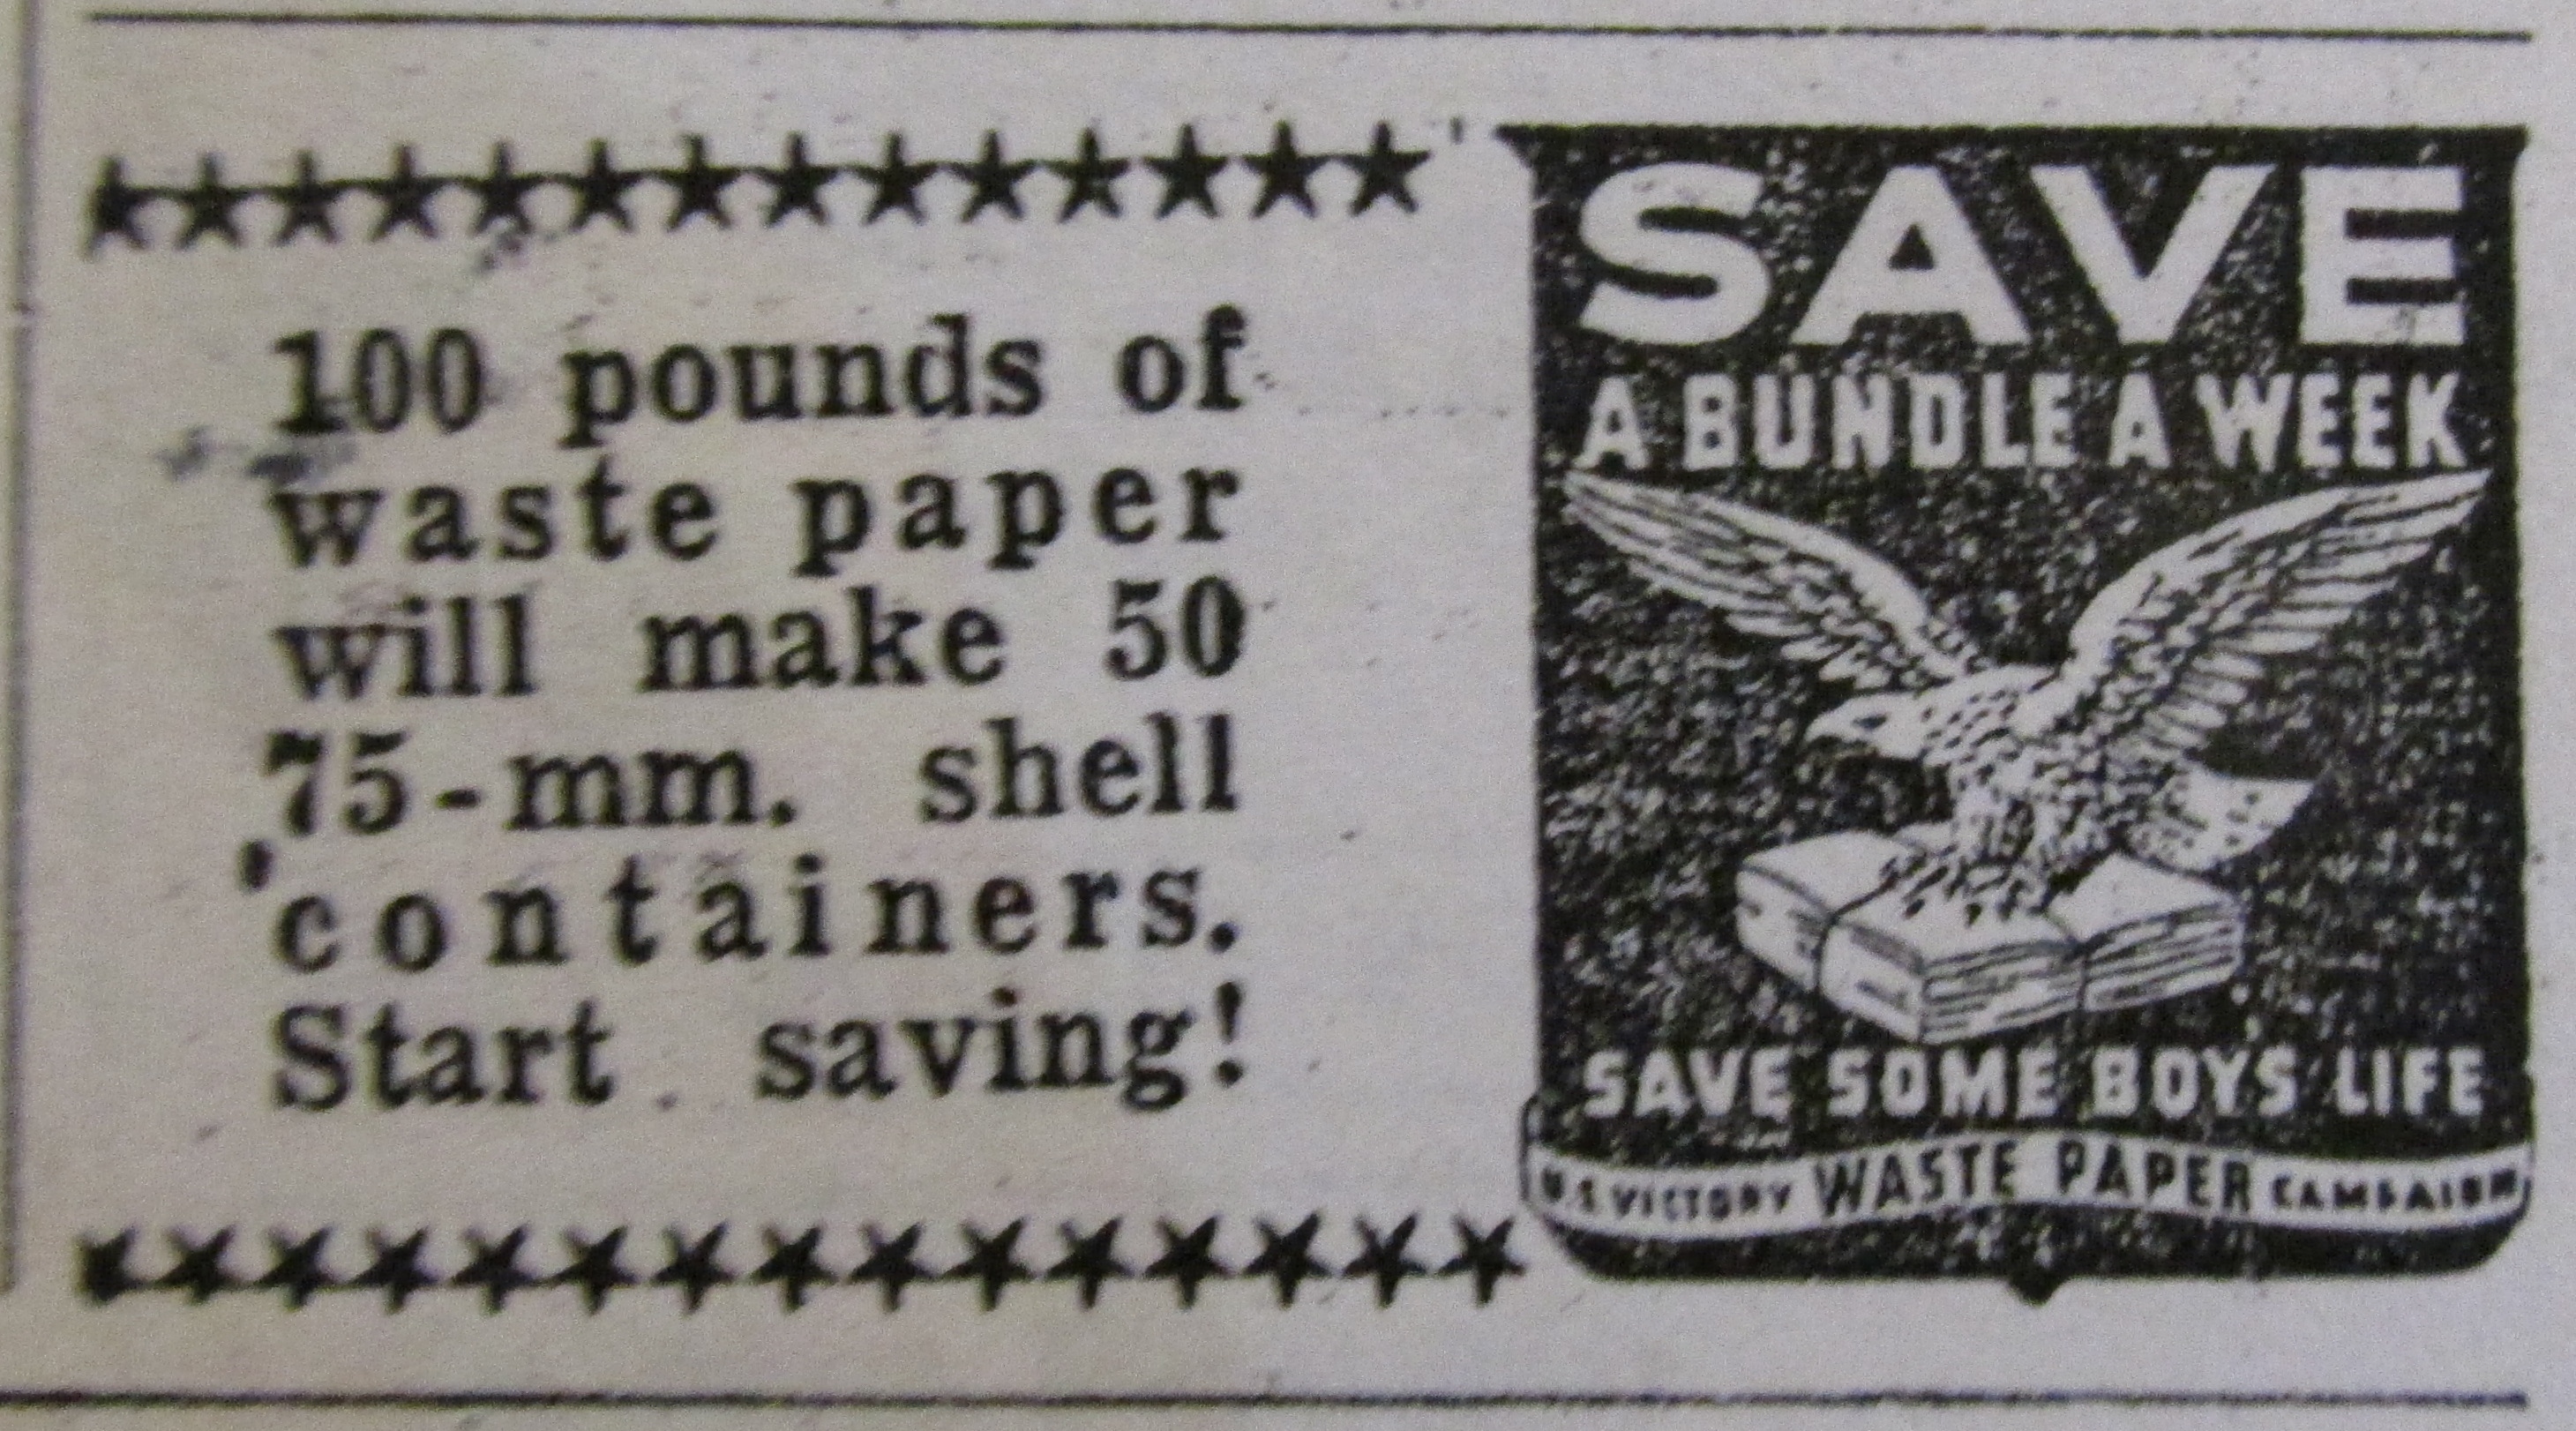 100 pounds of
waste paper
will make 50
75-mm. shell
containers.
Start saving!
SAVE
A BUNDLE A WEEK
SAVE SOME BOYS LIFE
U.S VICTORY WASTE PAPER CAMPAIGN